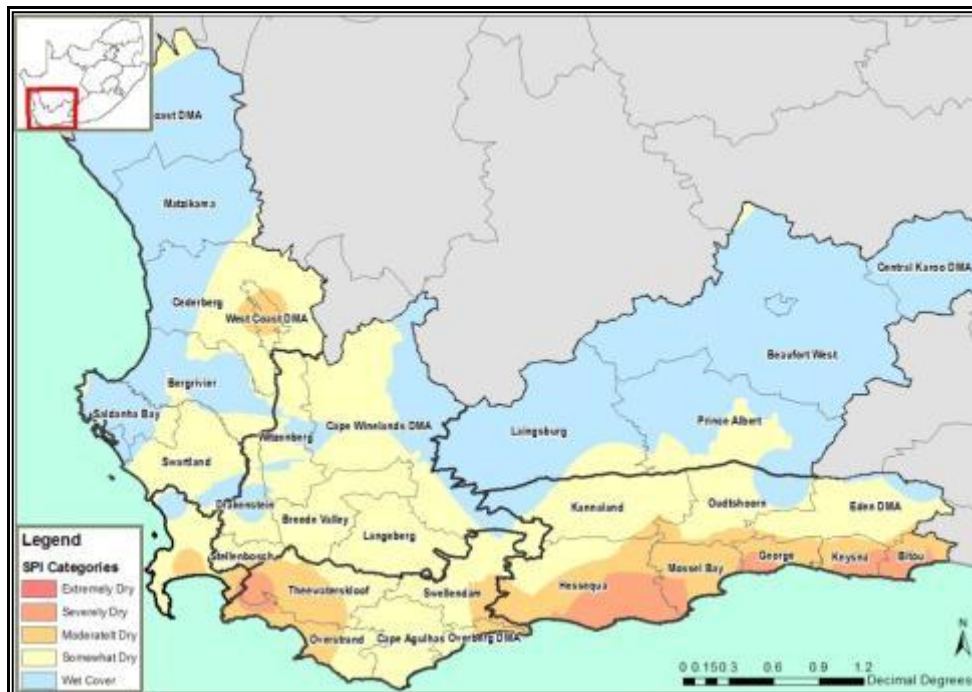 oast DMA
Matzikama
Cederberg
West Coast DMA
Central Karoo DMA
Beaufort West
Bergrivier
Saldanha Bay
Witzenberg
Cape Winelands DMA
Laingsburg
Prince Albert
Swartland
Drakenstein
Breede Valley
Langeberg
Kannaland
Oudtshoorn
Eden DMA
Stellenbosch
Theewaterskloof
Swellendam
Hessequa
Mossel Bay
George
Keysna
Bitou
Overstrand
Cape Agulhas
Overberg DMA
Legend
SPI Categories
Extremely Dry
Severely Dry
Moderatelt Dry
Somewhat Dry
Wet Cover
N
0 0.150.3 0.6 0.9 1.2
Decimal Degrees